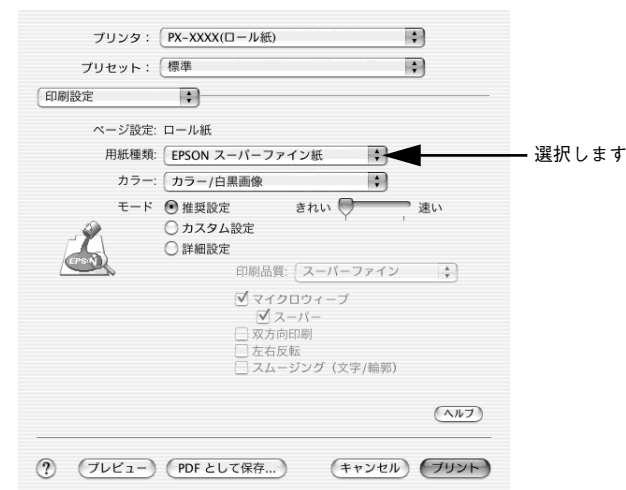 プリンタ： PX-XXXX(ロール紙)
プリセット： 標準
印刷設定
ページ設定: ロール紙
用紙種類: EPSON スーパーファイン紙 選択します
カラー: カラー/白黒画像
モード 推奨設定 きれい 速い
カスタム設定
詳細設定
EPSON
印刷品質: スーパーファイン
マイクロウィーブ
スーパー
双方向印刷
左右反転
スムージング（文字/輪郭）
ヘルプ
? プレビュー PDF として保存... キャンセル プリント